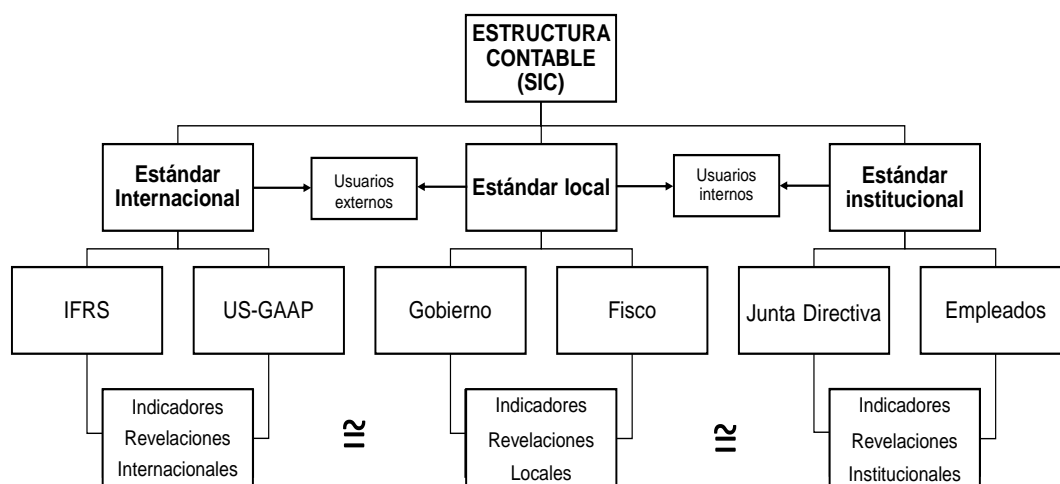 ESTRUCTURA
CONTABLE
(SIC)
Estándar
Internacional
Usuarios
externos
Estándar local
Usuarios
internos
Estándar
institucional
IFRS
US-GAAP
Gobierno
Fisco
Junta Directiva
Empleados
Indicadores
Revelaciones
Internacionales
≅
Indicadores
Revelaciones
Locales
≅
Indicadores
Revelaciones
Institucionales